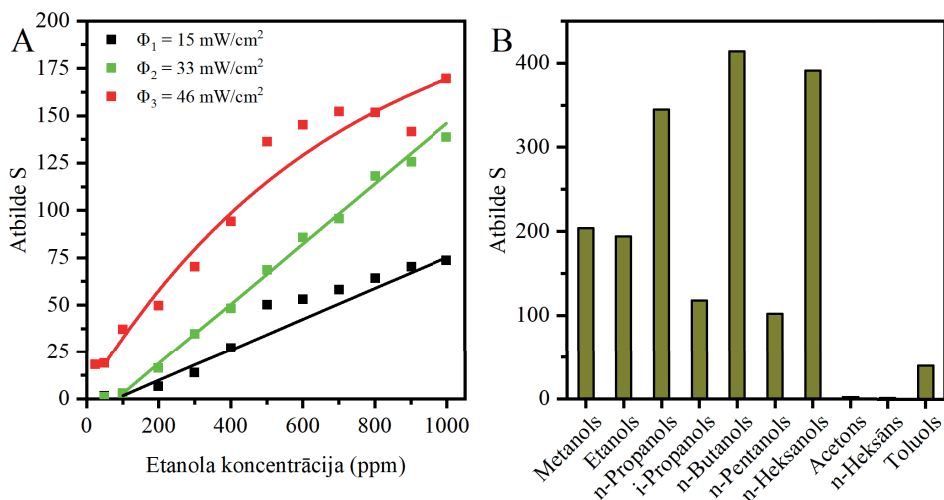 A
Φ₁ = 15 mW/cm²
Φ₂ = 33 mW/cm²
Φ₃ = 46 mW/cm²
Atbilde S
200
175
150
125
100
75
50
25
0
0
200
400
600
800
1000
Etanola koncentrācija (ppm)
B
Atbilde S
400
300
200
100
0
Metanols
Etanols
n-Propanols
i-Propanols
n-Butanols
n-Pentanols
n-Heksanols
Acetons
n-Heksāns
Toluols